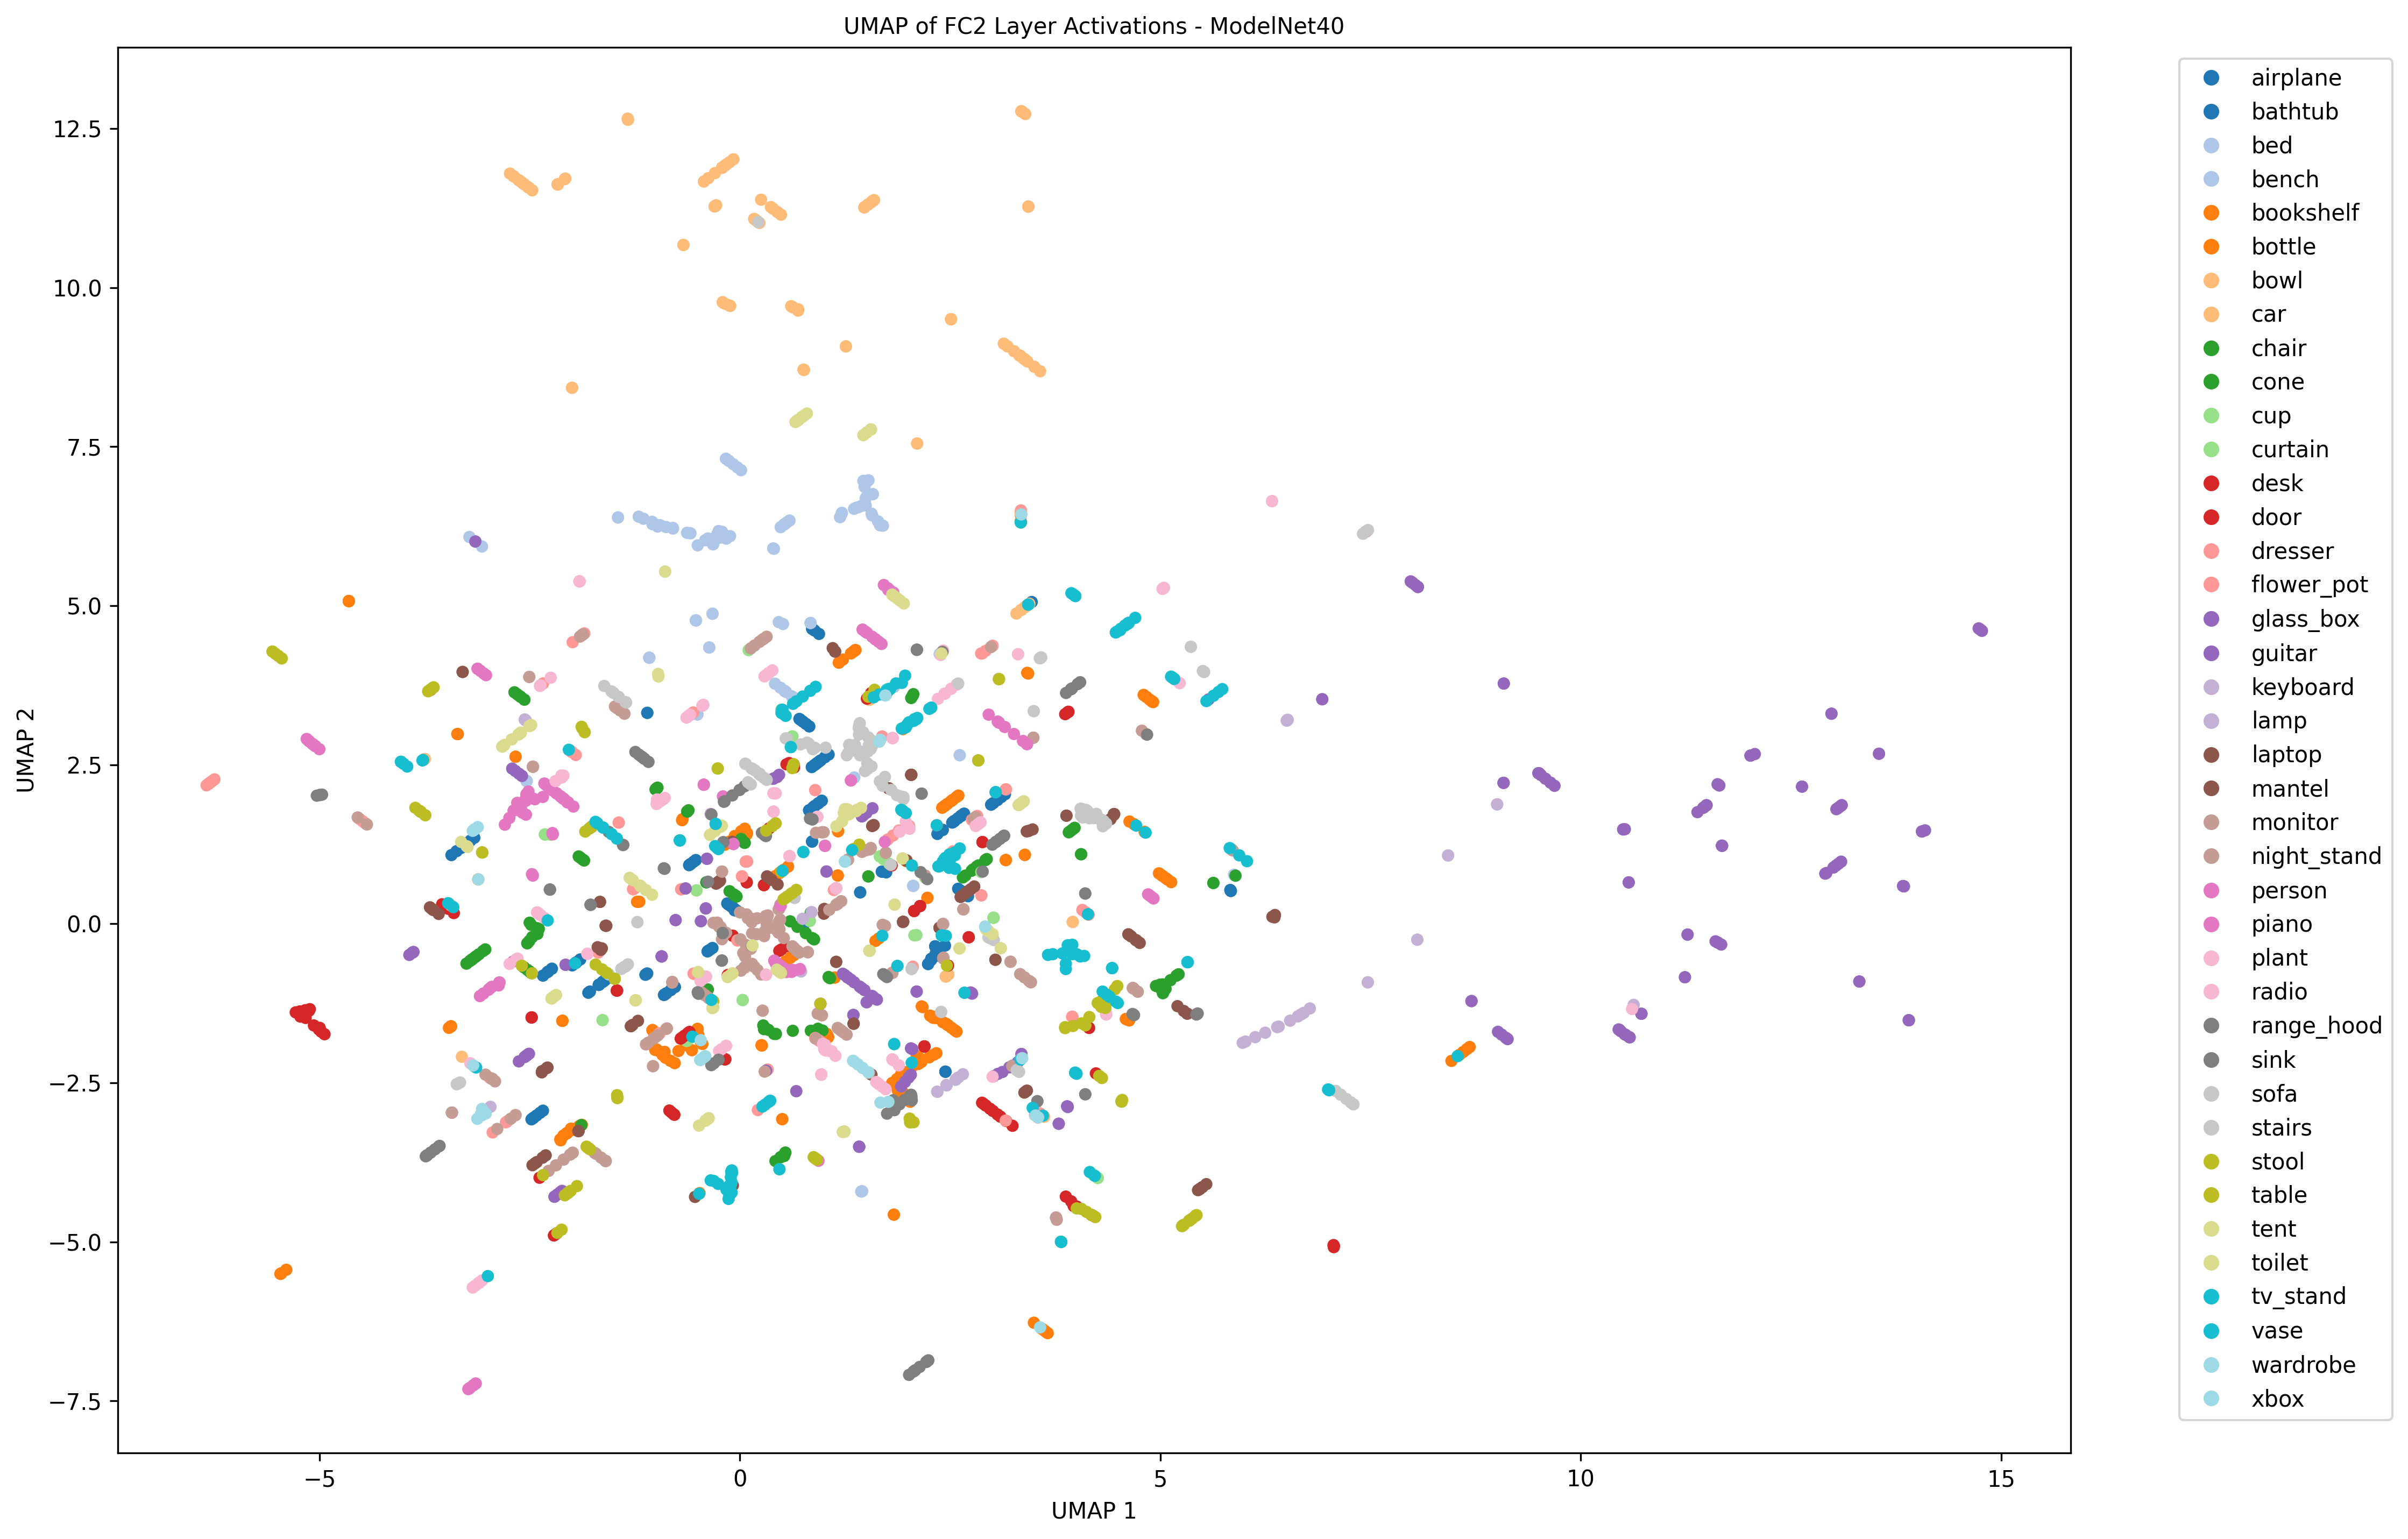 UMAP of FC2 Layer Activations - ModelNet40
UMAP 2
12.5
10.0
7.5
5.0
2.5
0.0
−2.5
−5.0
−7.5
−5
0
5
10
15
UMAP 1
airplane
bathtub
bed
bench
bookshelf
bottle
bowl
car
chair
cone
cup
curtain
desk
door
dresser
flower_pot
glass_box
guitar
keyboard
lamp
laptop
mantel
monitor
night_stand
person
piano
plant
radio
range_hood
sink
sofa
stairs
stool
table
tent
toilet
tv_stand
vase
wardrobe
xbox